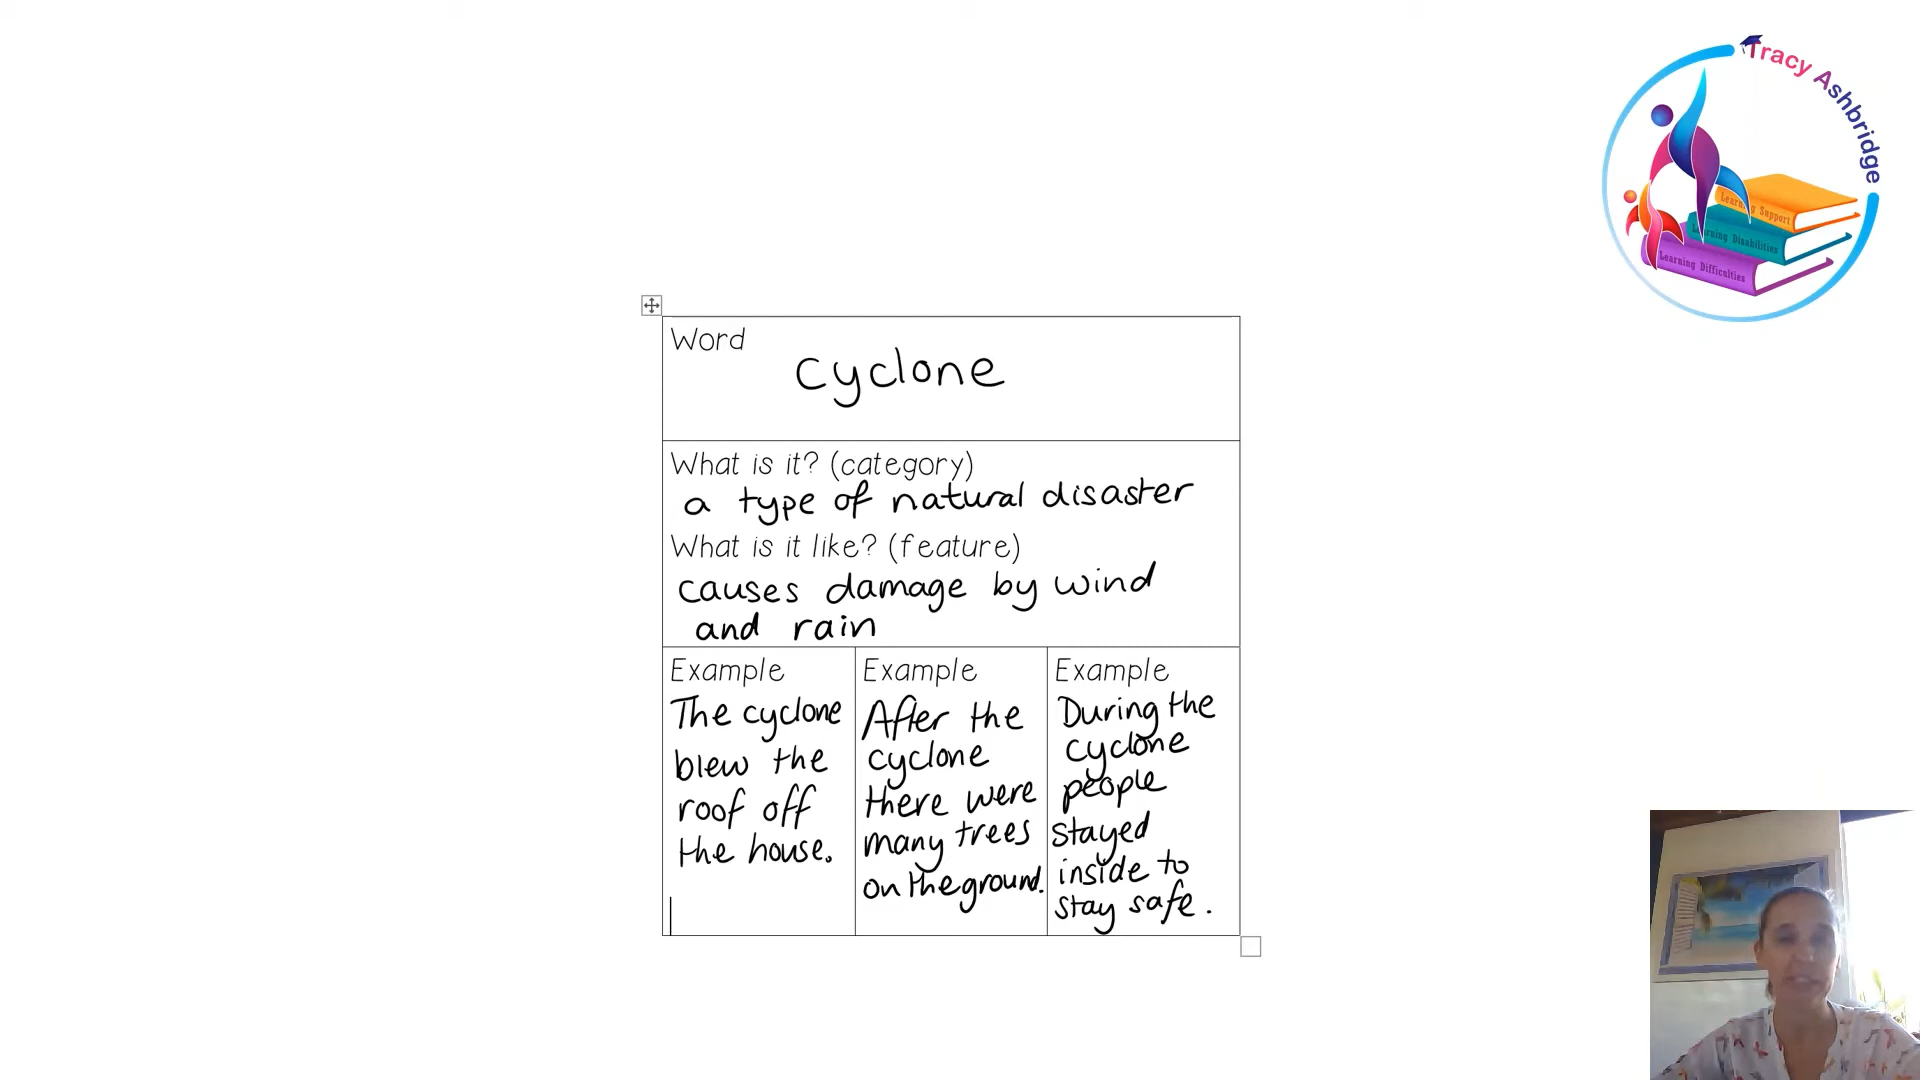 Tracy Ashbridge
Learning Support
Learning Disabilities
Learning Difficulties
Word
cyclone
What is it? (category)
a type of natural disaster
What is it like? (feature)
causes damage by wind
and rain
Example
The cyclone
blew the
roof off
the house.
Example
After the
cyclone
there were
many trees
on the ground.
Example
During the
cyclone
people
stayed
inside to
stay safe.